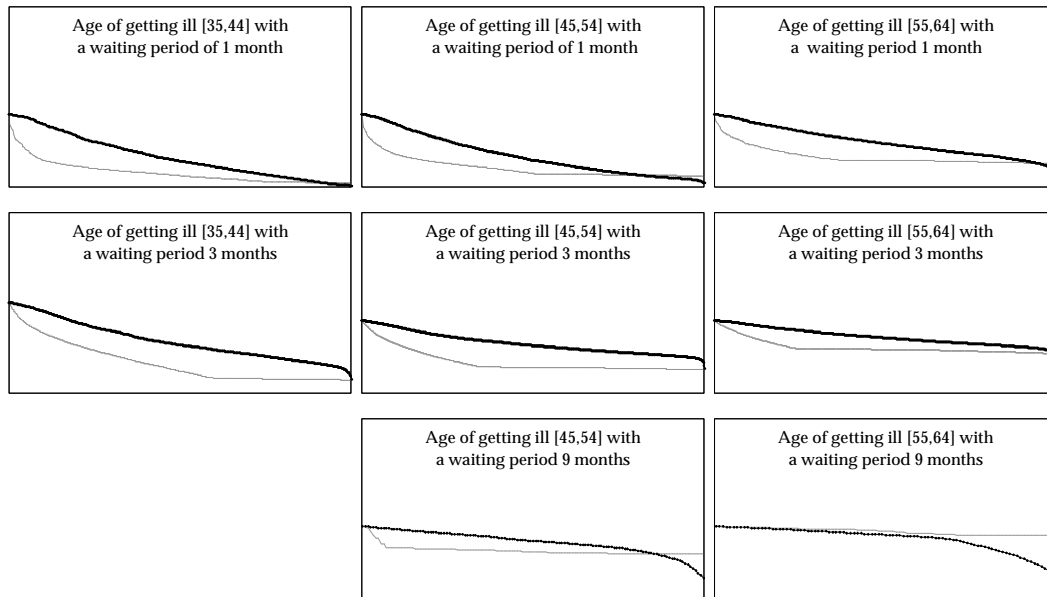 Age of getting ill [35,44] with
a waiting period of 1 month
Age of getting ill [45,54] with
a waiting period of 1 month
Age of getting ill [55,64] with
a waiting period 1 month
Age of getting ill [35,44] with
a waiting period 3 months
Age of getting ill [45,54] with
a waiting period 3 months
Age of getting ill [55,64] with
a waiting period 3 months
Age of getting ill [45,54] with
a waiting period 9 months
Age of getting ill [55,64] with
a waiting period 9 months